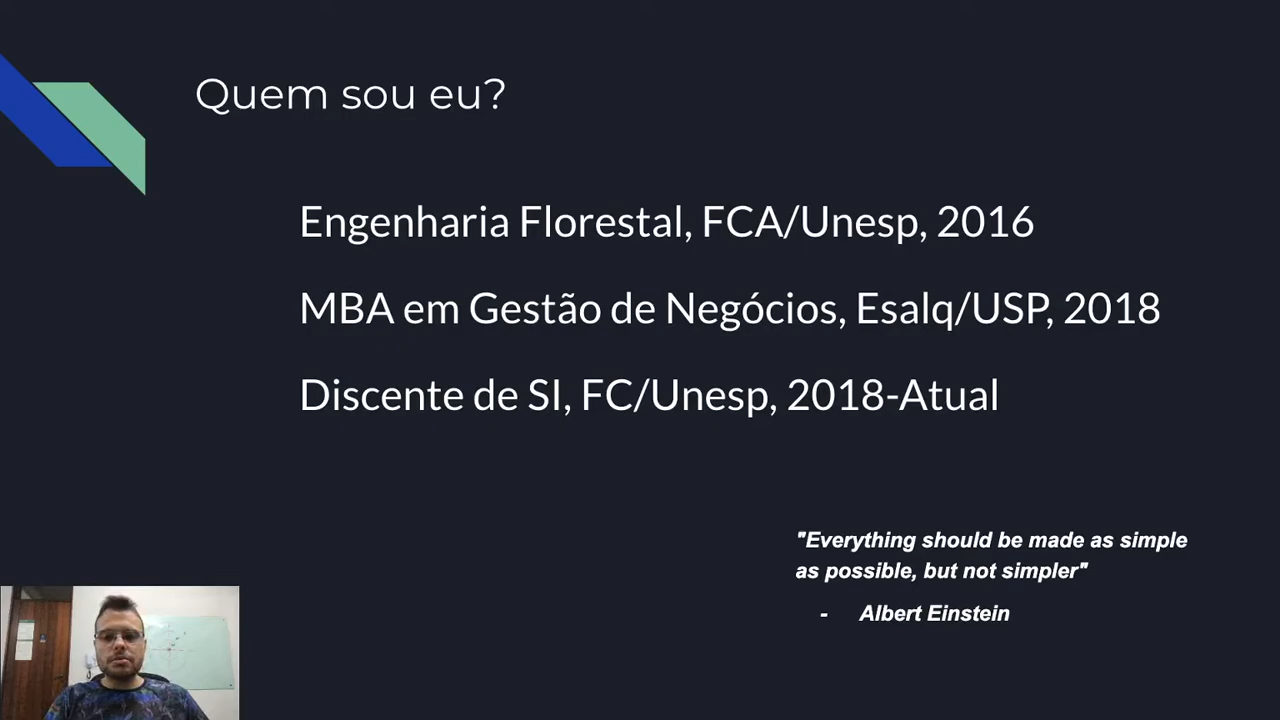 Quem sou eu?
Engenharia Florestal, FCA/Unesp, 2016
MBA em Gestão de Negócios, Esalq/USP, 2018
Discente de SI, FC/Unesp, 2018-Atual
"Everything should be made as simple
as possible, but not simpler"
- Albert Einstein